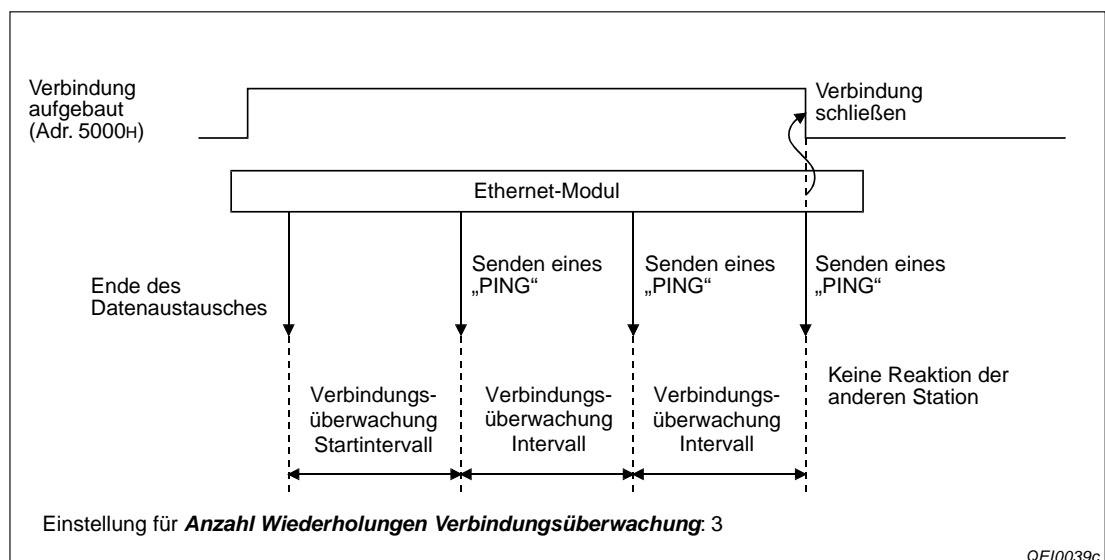 Verbindung
aufgebaut
(Adr. 5000H)
Verbindung
schließen
Ethernet-Modul
Ende des
Datenaustausches
Senden eines
„PING“
Senden eines
„PING“
Senden eines
„PING“
Keine Reaktion der
anderen Station
Verbindungs-
überwachung
Startintervall
Verbindungs-
überwachung
Intervall
Verbindungs-
überwachung
Intervall
Einstellung für Anzahl Wiederholungen Verbindungsüberwachung: 3
QEI0039c